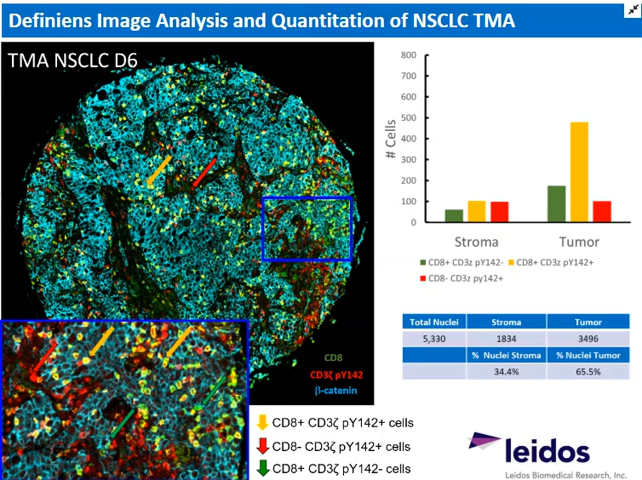 Definiens Image Analysis and Quantitation of NSCLC TMA
TMA NSCLC D6
CD8
CD3ζ pY142
β-catenin
800
700
600
500
400
300
200
100
0
# Cells
Stroma Tumor
CD8+ CD3z pY142- CD8+ CD3z pY142+
CD8- CD3z py142+
Total Nuclei Stroma Tumor
5,330 1834 3496
% Nuclei Stroma % Nuclei Tumor
34.4% 65.5%
CD8+ CD3ζ pY142+ cells
CD8- CD3ζ pY142+ cells
CD8+ CD3ζ pY142- cells
leidos
Leidos Biomedical Research, Inc.